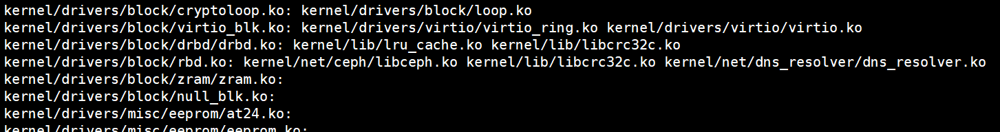 kernel/drivers/block/cryptoloop.ko: kernel/drivers/block/loop.ko
kernel/drivers/block/virtio_blk.ko: kernel/drivers/virtio/virtio_ring.ko kernel/drivers/virtio/virtio.ko
kernel/drivers/block/drbd/drbd.ko: kernel/lib/lru_cache.ko kernel/lib/libcrc32c.ko
kernel/drivers/block/rbd.ko: kernel/net/ceph/libceph.ko kernel/lib/libcrc32c.ko kernel/net/dns_resolver/dns_resolver.ko
kernel/drivers/block/zram/zram.ko:
kernel/drivers/block/null_blk.ko:
kernel/drivers/misc/eeprom/at24.ko:
kernel/drivers/misc/eeprom/eeprom.ko: